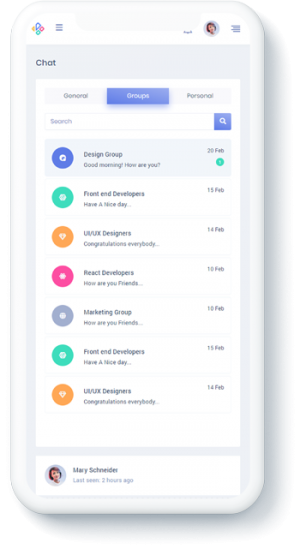 Chat
General Groups Personal
Search
Design Group 20 Feb
Good morning! How are you?
Front end Developers 15 Feb
Have A Nice day...
UI/UX Designers 14 Feb
Congratulations everybody...
React Developers 10 Feb
How are you Friends...
Marketing Group 10 Feb
How are you Friends...
Front end Developers 15 Feb
Have A Nice day...
UI/UX Designers 14 Feb
Congratulations everybody...
Mary Schneider
Last seen: 2 hours ago